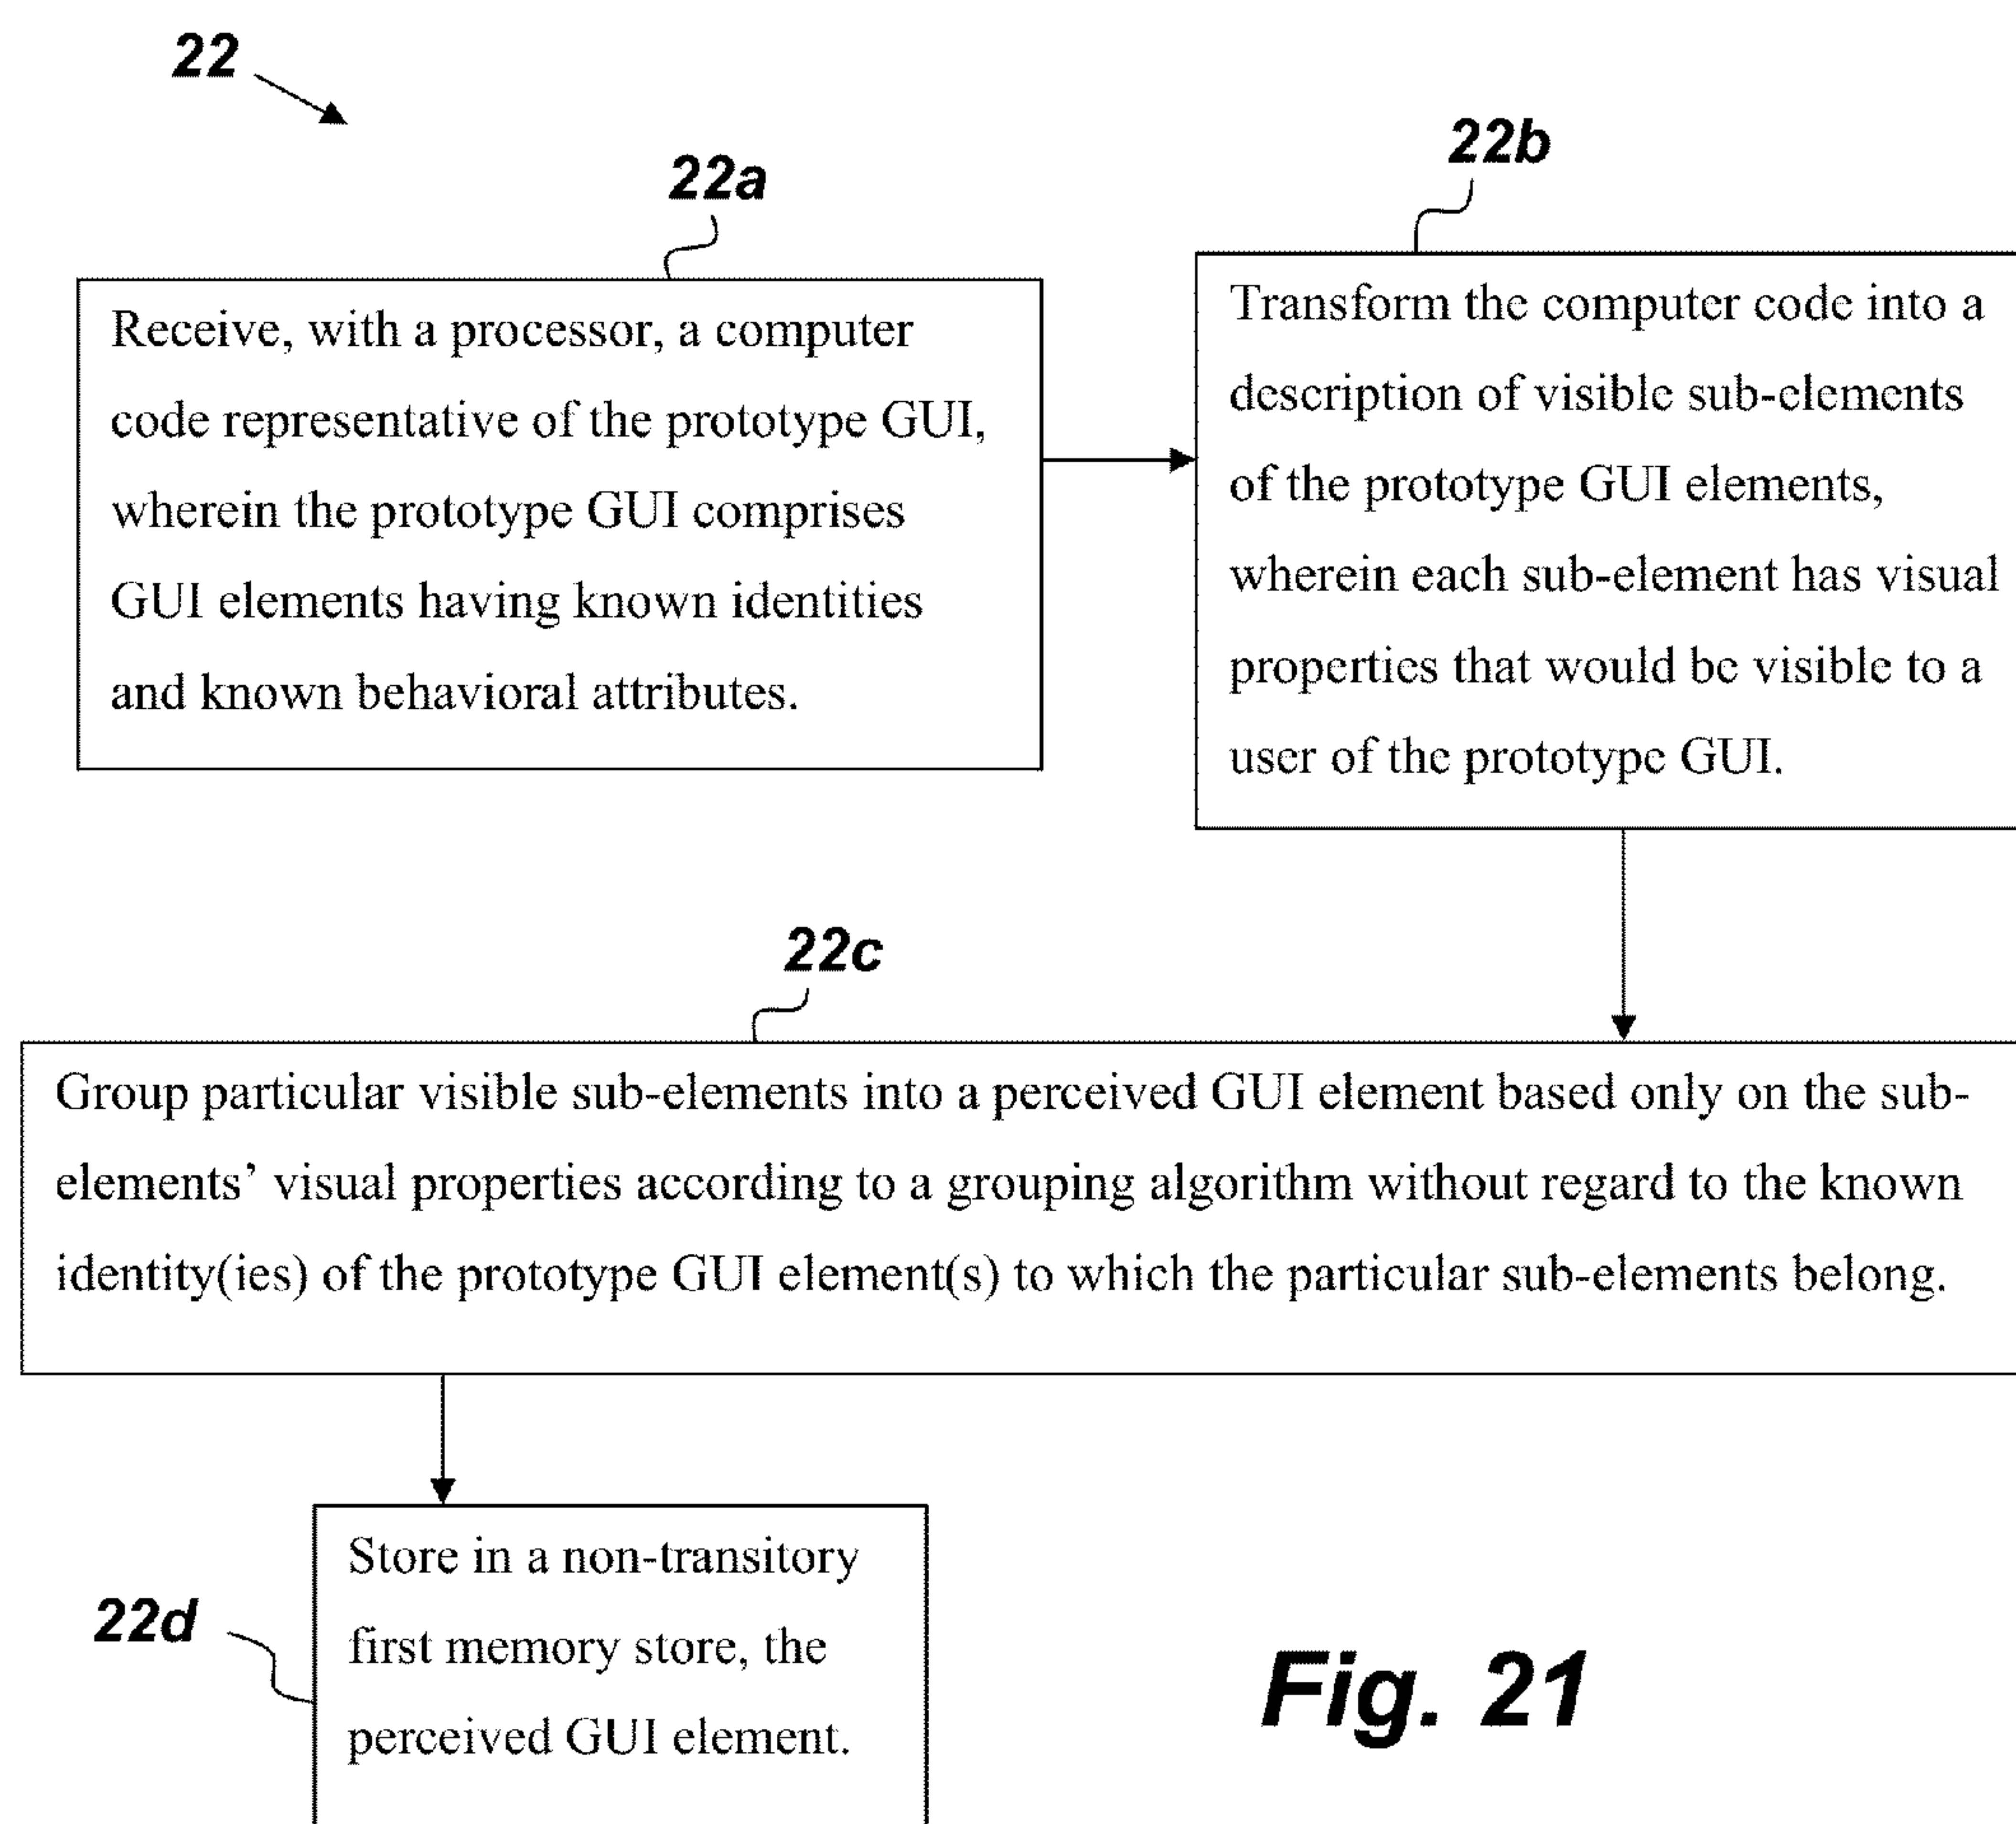 22
22a
Receive, with a processor, a computer
code representative of the prototype GUI,
wherein the prototype GUI comprises
GUI elements having known identities
and known behavioral attributes.
22b
Transform the computer code into a
description of visible sub-elements
of the prototype GUI elements,
wherein each sub-element has visual
properties that would be visible to a
user of the prototype GUI.
22c
Group particular visible sub-elements into a perceived GUI element based only on the sub-
elements’ visual properties according to a grouping algorithm without regard to the known
identity(ies) of the prototype GUI element(s) to which the particular sub-elements belong.
22d
Store in a non-transitory
first memory store, the
perceived GUI element.
Fig. 21